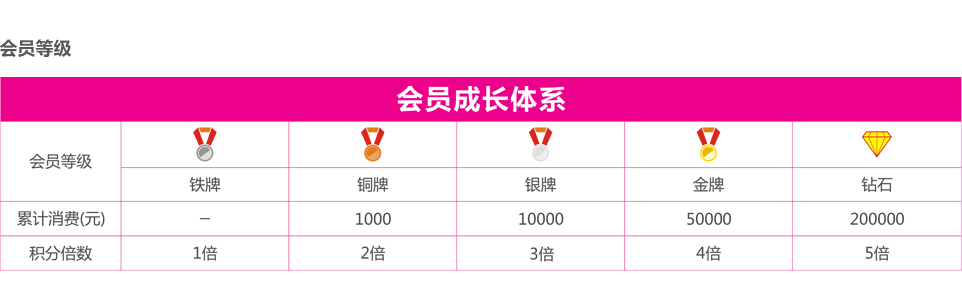 会员等级
会员成长体系
会员等级
铁牌 铜牌 银牌 金牌 钻石
累计消费(元) － 1000 10000 50000 200000
积分倍数 1倍 2倍 3倍 4倍 5倍